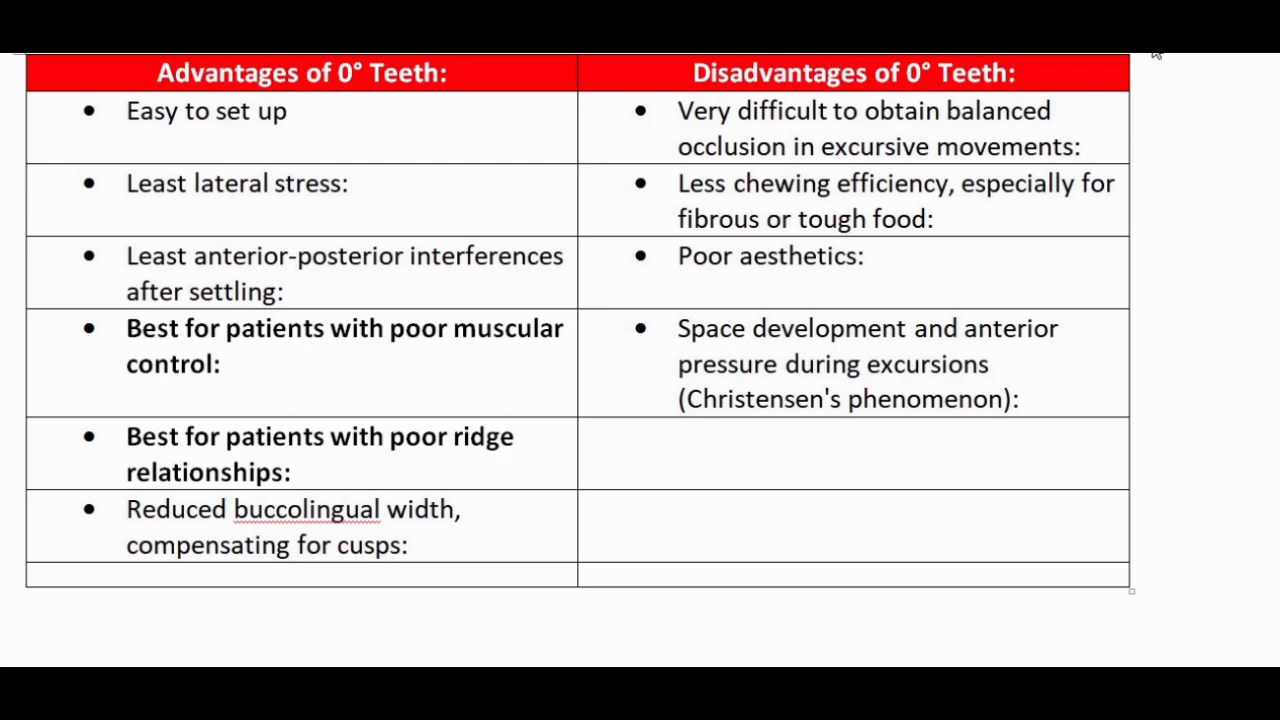 Advantages of 0° Teeth:
Disadvantages of 0° Teeth:
• Easy to set up
• Very difficult to obtain balanced
occlusion in excursive movements:
• Least lateral stress:
• Less chewing efficiency, especially for
fibrous or tough food:
• Least anterior-posterior interferences
after settling:
• Poor aesthetics:
• Best for patients with poor muscular
control:
• Space development and anterior
pressure during excursions
(Christensen's phenomenon):
• Best for patients with poor ridge
relationships:
• Reduced buccolingual width,
compensating for cusps: